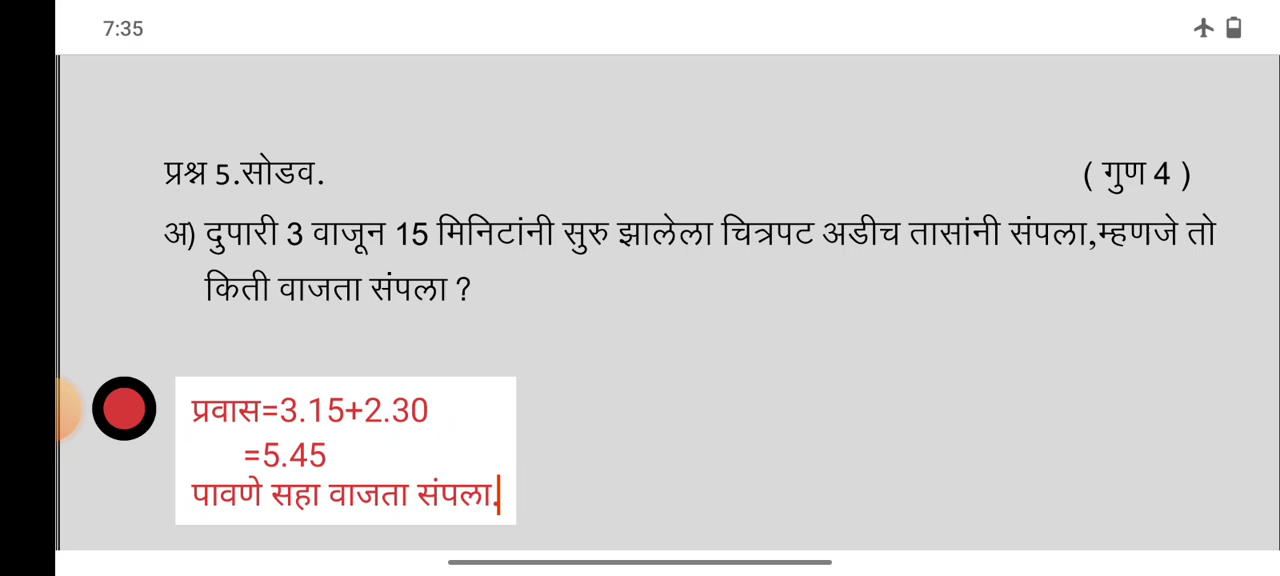 7:35
प्रश्न 5.सोडव. ( गुण 4 )
अ) दुपारी 3 वाजून 15 मिनिटांनी सुरु झालेला चित्रपट अडीच तासांनी संपला,म्हणजे तो
किती वाजता संपला ?
प्रवास=3.15+2.30
=5.45
पावणे सहा वाजता संपला.